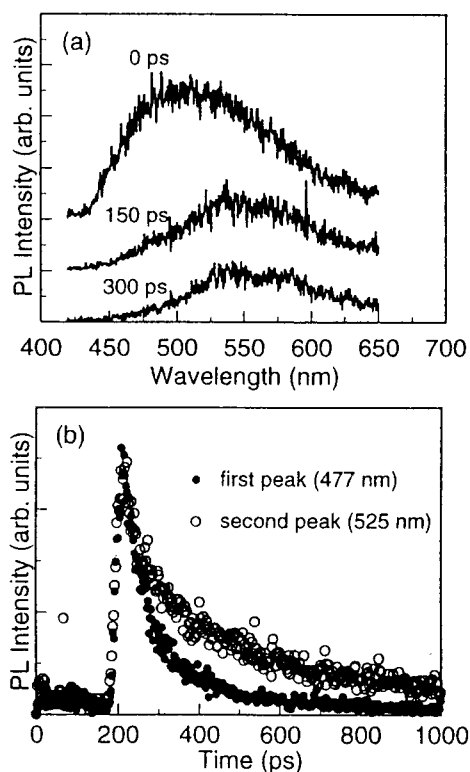 (a)
0 ps
150 ps
300 ps
PL Intensity (arb. units)
400 450 500 550 600 650 700
Wavelength (nm)
(b)
first peak (477 nm)
second peak (525 nm)
PL Intensity (arb. units)
0 200 400 600 800 1000
Time (ps)